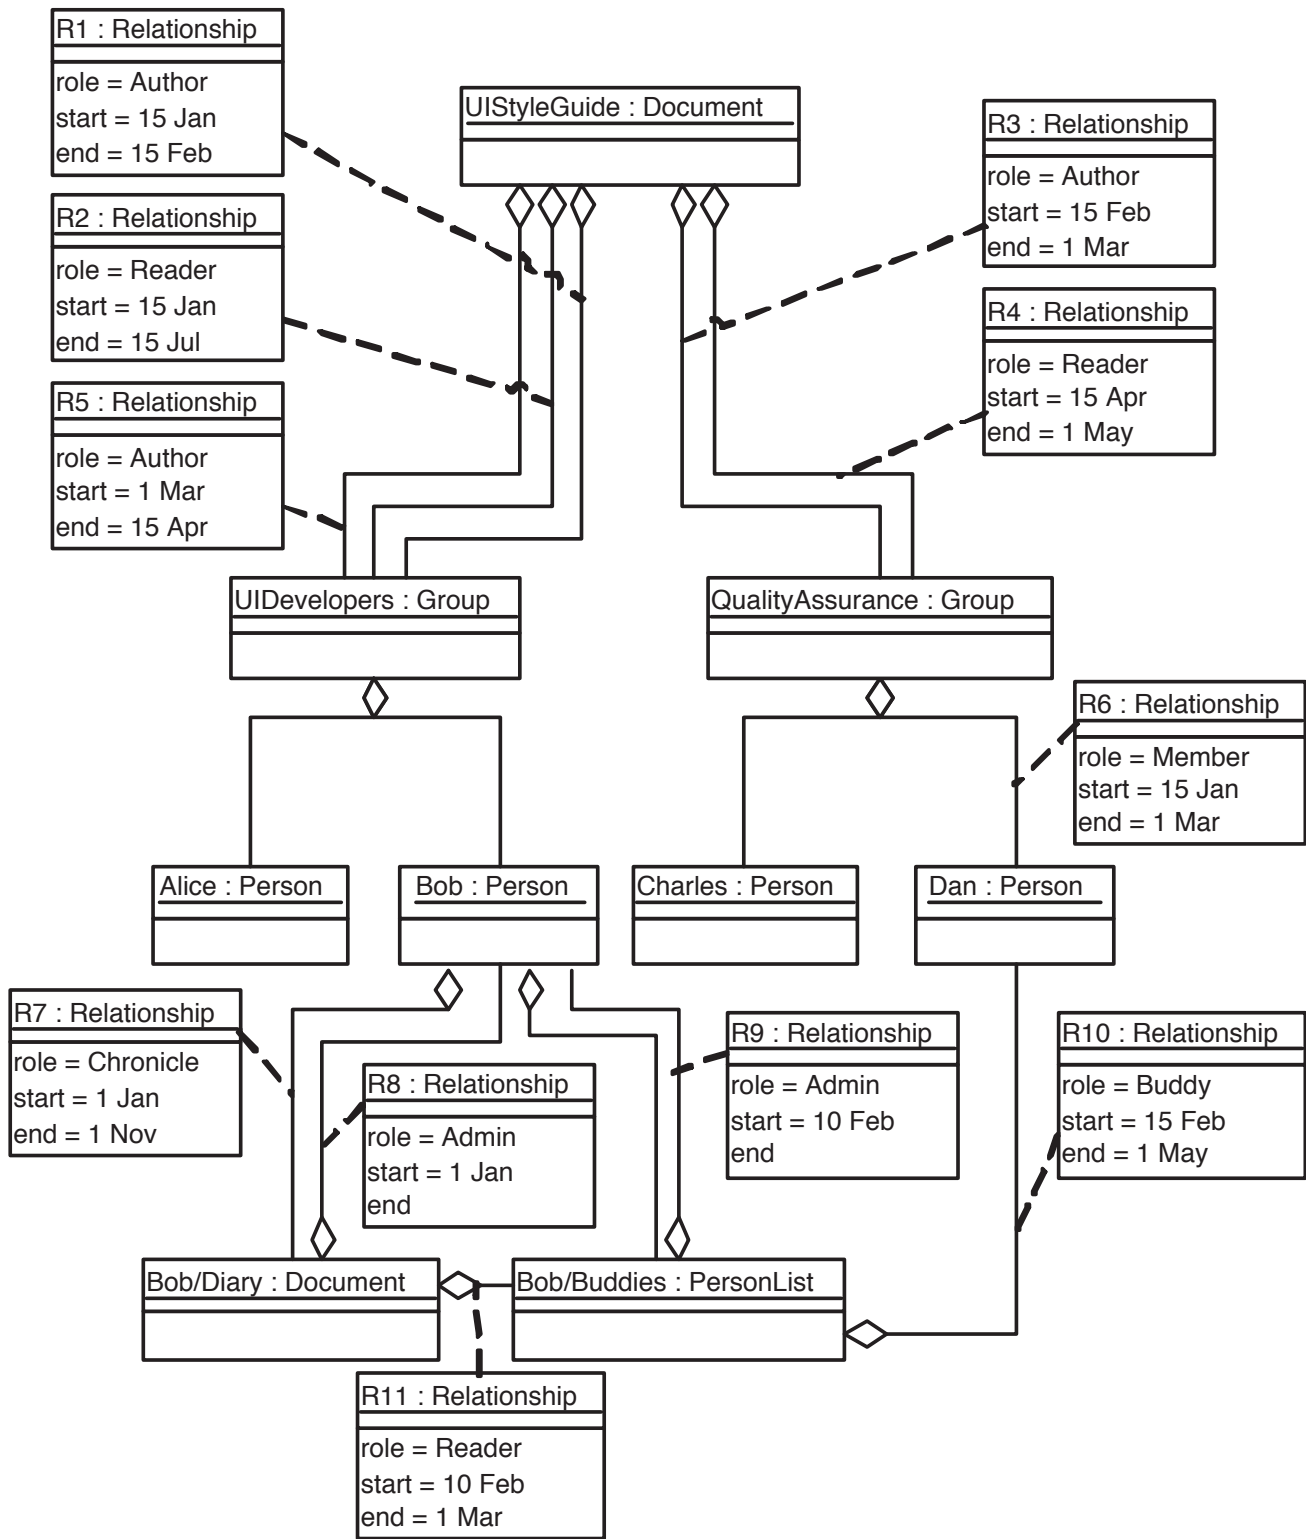 R1 : Relationship
role = Author
start = 15 Jan
end = 15 Feb
UIStyleGuide : Document
R3 : Relationship
role = Author
start = 15 Feb
end = 1 Mar
R2 : Relationship
role = Reader
start = 15 Jan
end = 15 Jul
R4 : Relationship
role = Reader
start = 15 Apr
end = 1 May
R5 : Relationship
role = Author
start = 1 Mar
end = 15 Apr
UIDevelopers : Group
QualityAssurance : Group
R6 : Relationship
role = Member
start = 15 Jan
end = 1 Mar
Alice : Person
Bob : Person
Charles : Person
Dan : Person
R7 : Relationship
role = Chronicle
start = 1 Jan
end = 1 Nov
R8 : Relationship
role = Admin
start = 1 Jan
end
R9 : Relationship
role = Admin
start = 10 Feb
end
R10 : Relationship
role = Buddy
start = 15 Feb
end = 1 May
Bob/Diary : Document
Bob/Buddies : PersonList
R11 : Relationship
role = Reader
start = 10 Feb
end = 1 Mar